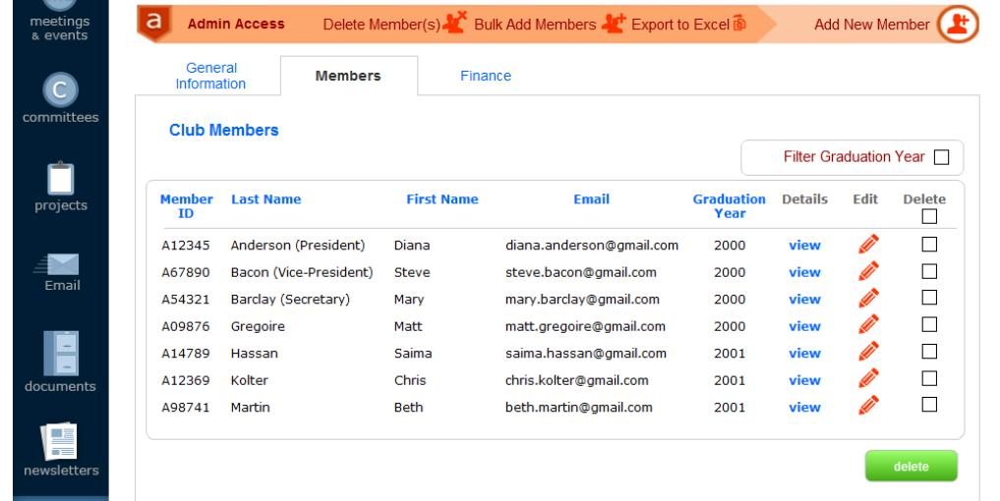 meetings
& events
C
committees
projects
Email
documents
newsletters
a Admin Access Delete Member(s) Bulk Add Members Export to Excel Add New Member
General
Information
Members
Finance
Club Members
Filter Graduation Year
Member ID Last Name First Name Email Graduation Year Details Edit Delete
A12345 Anderson (President) Diana diana.anderson@gmail.com 2000 view
A67890 Bacon (Vice-President) Steve steve.bacon@gmail.com 2000 view
A54321 Barclay (Secretary) Mary mary.barclay@gmail.com 2000 view
A09876 Gregoire Matt matt.gregoire@gmail.com 2000 view
A14789 Hassan Saima saima.hassan@gmail.com 2001 view
A12369 Kolter Chris chris.kolter@gmail.com 2001 view
A98741 Martin Beth beth.martin@gmail.com 2001 view
delete